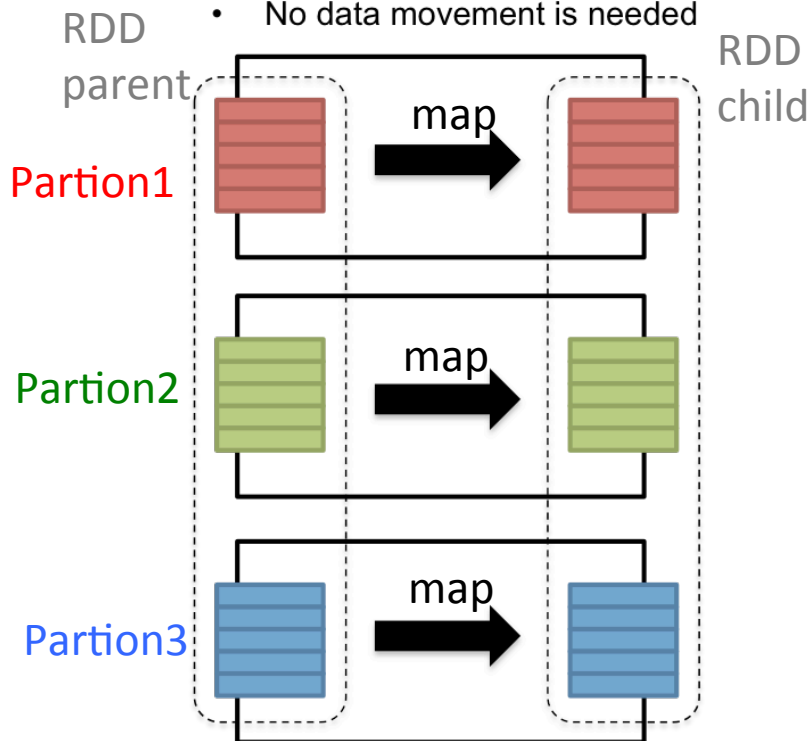 • No data movement is needed
RDD
parent
RDD
child
map
Partion1
map
Partion2
map
Partion3